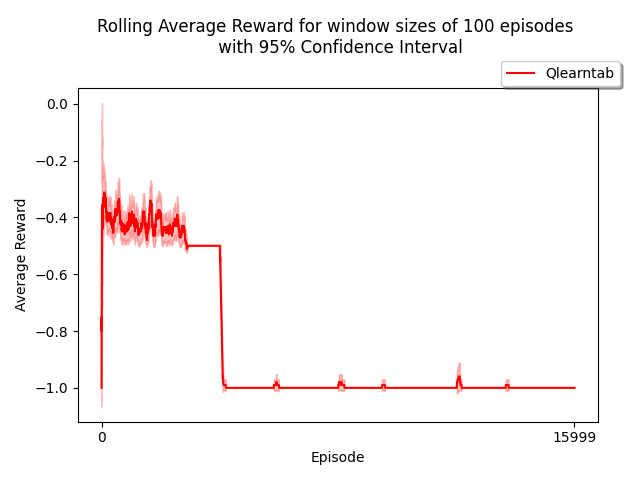 Rolling Average Reward for window sizes of 100 episodes
with 95% Confidence Interval
Qlearntab
0.0
−0.2
−0.4
−0.6
−0.8
−1.0
Average Reward
0
15999
Episode